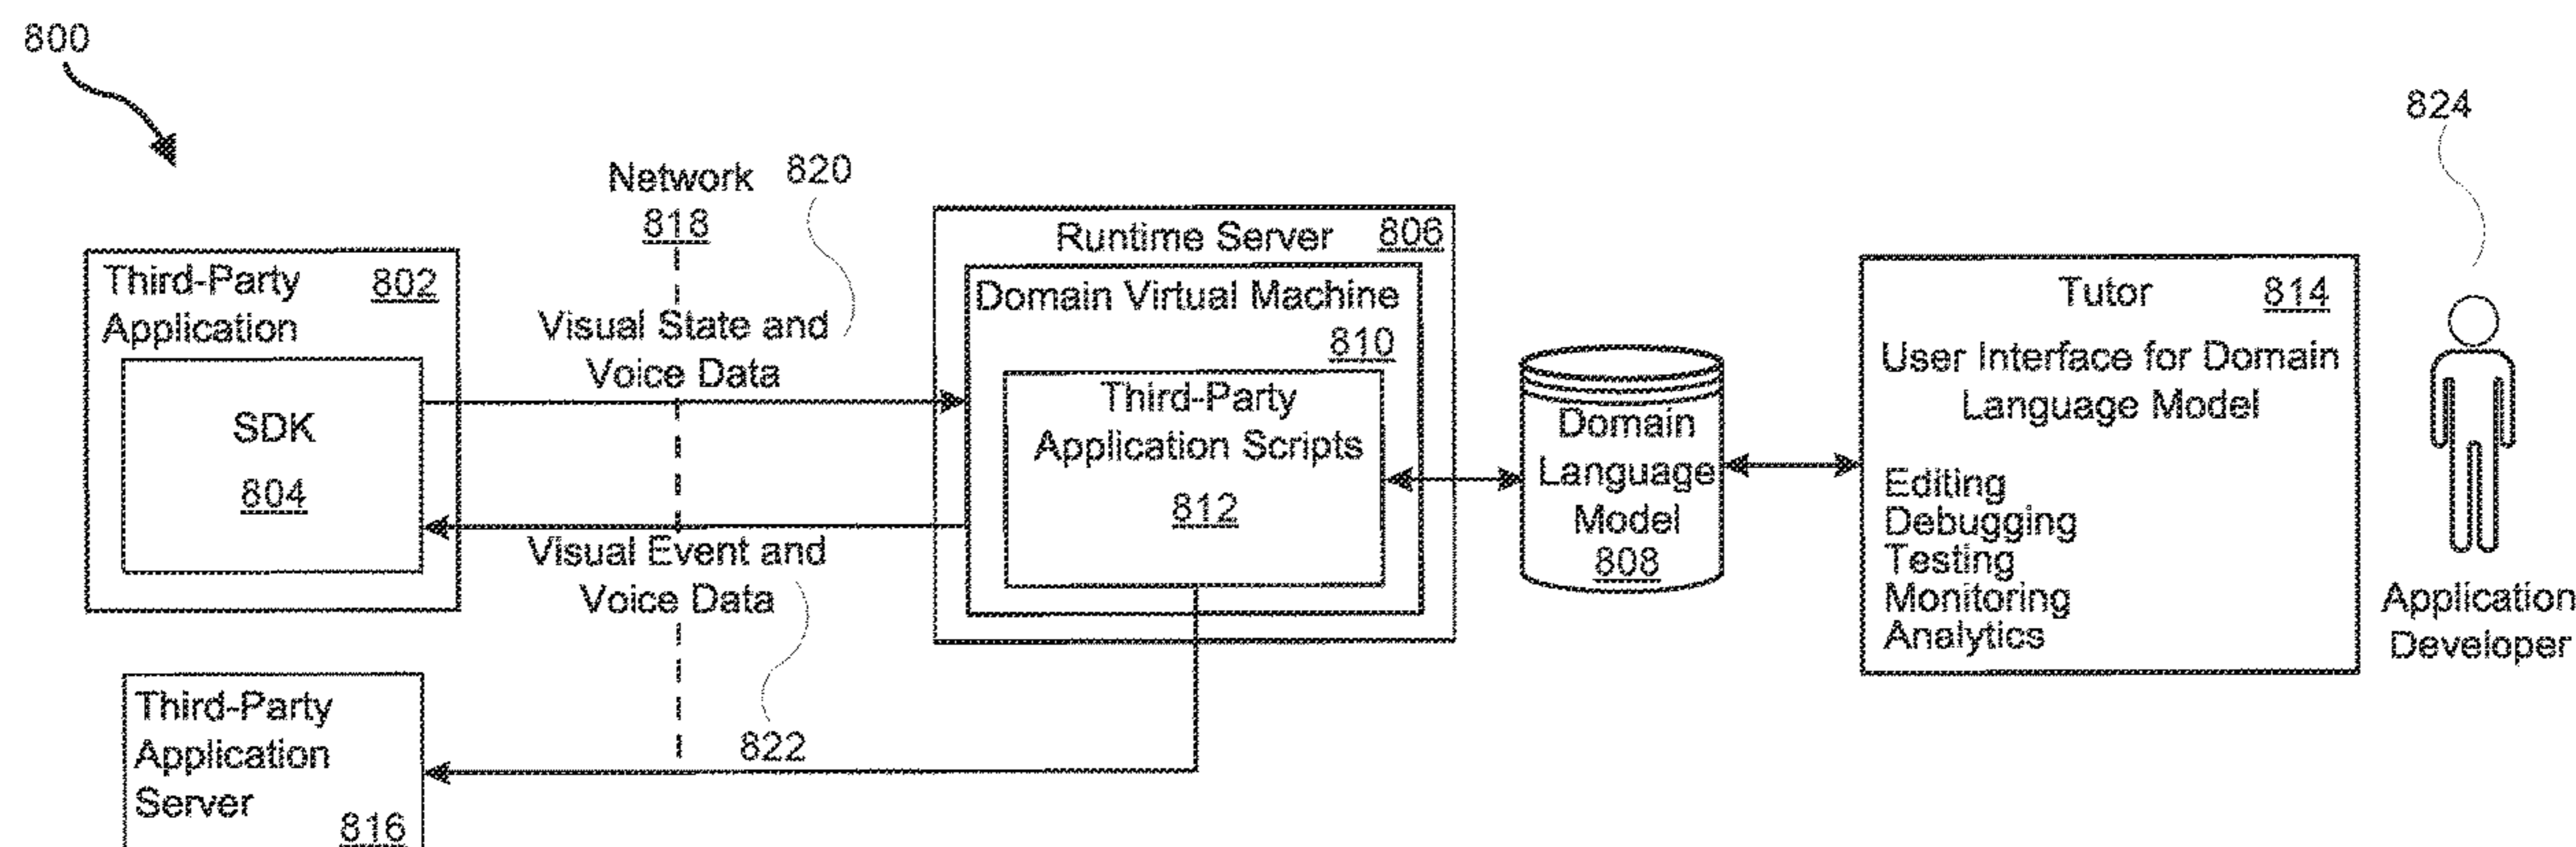 800
824
Network 820
818
Third-Party 802
Application
SDK
804
Visual State and
Voice Data
Visual Event and
Voice Data
822
Runtime Server 806
Domain Virtual Machine
810
Third-Party
Application Scripts
812
Domain
Language
Model
808
Tutor 814
User Interface for Domain
Language Model
Editing
Debugging
Testing
Monitoring
Analytics
Application
Developer
Third-Party
Application
Server
816